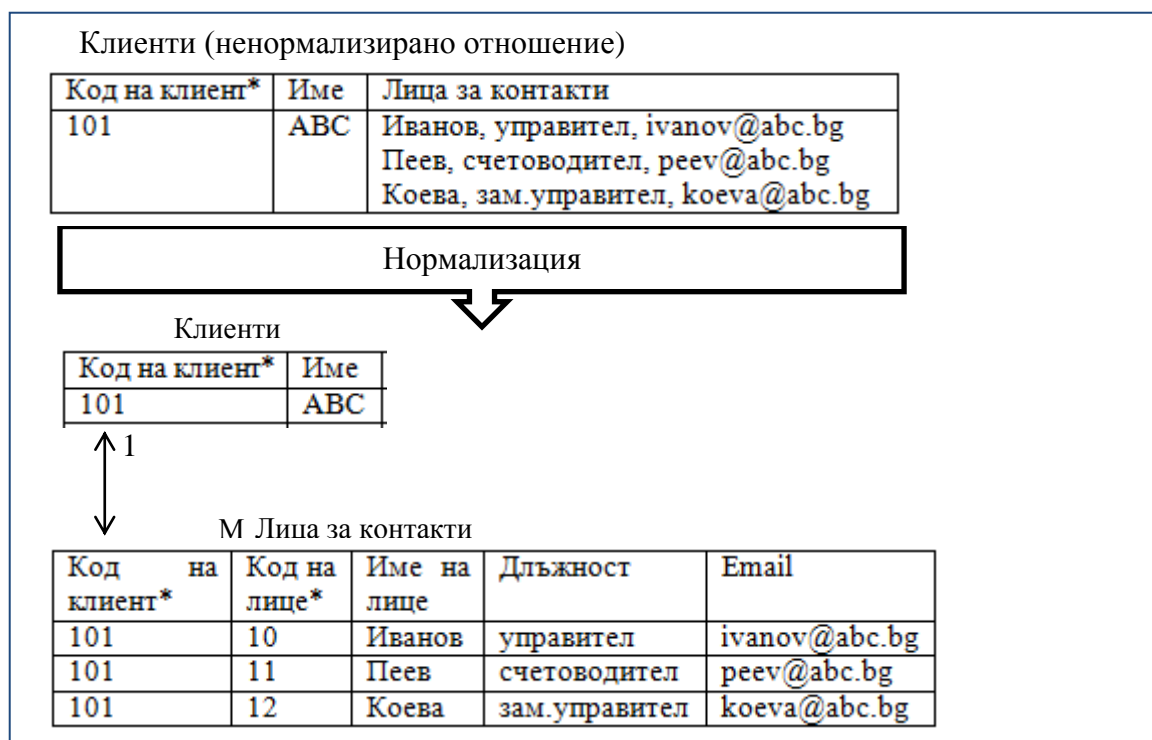 Клиенти (ненормализирано отношение)
Код на клиент* Име Лица за контакти
101 ABC Иванов, управител, ivanov@abc.bg
Пеев, счетоводител, peev@abc.bg
Коева, зам.управител, koeva@abc.bg
Нормализация
Клиенти
Код на клиент* Име
101 ABC
1
М Лица за контакти
Код на Код на Име на Длъжност Email
клиент* лице* лице
101 10 Иванов управител ivanov@abc.bg
101 11 Пеев счетоводител peev@abc.bg
101 12 Коева зам.управител koeva@abc.bg